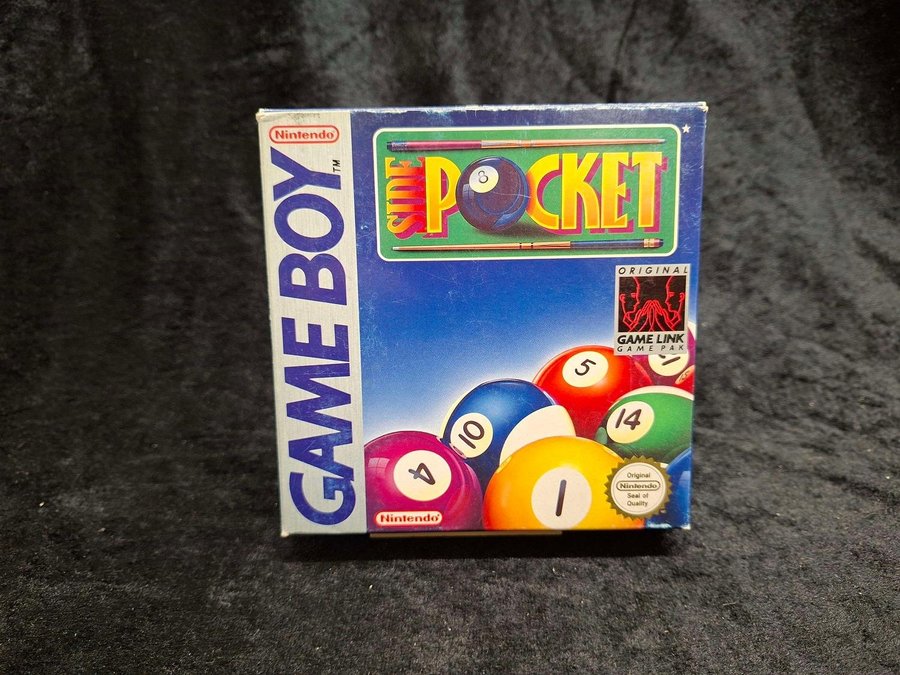 Nintendo
GAME BOY™
SIDE POCKET
8
ORIGINAL
GAME LINK
GAME PAK
5
14
10
4
1
Nintendo
Original
Nintendo
Seal of
Quality